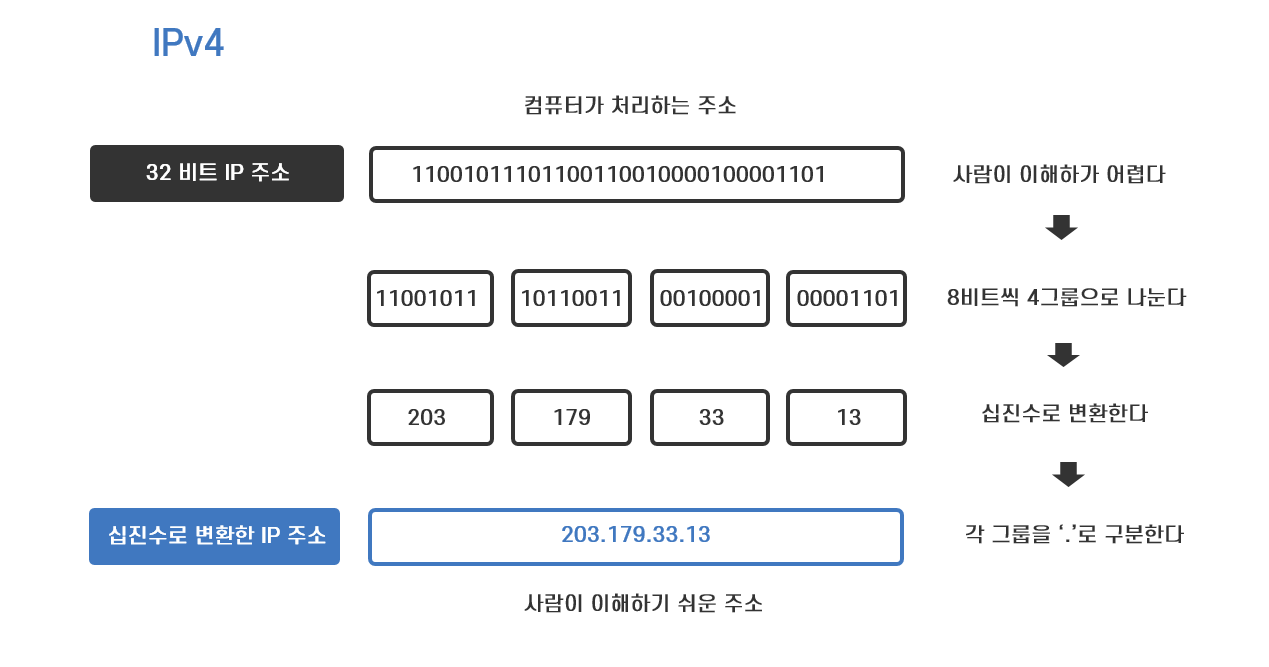 IPv4
컴퓨터가 처리하는 주소
32 비트 IP 주소
11001011101100110010000100001101
사람이 이해하가 어렵다
11001011
10110011
00100001
00001101
8비트씩 4그룹으로 나눈다
203
179
33
13
십진수로 변환한다
십진수로 변환한 IP 주소
203.179.33.13
각 그룹을 ‘.’로 구분한다
사람이 이해하기 쉬운 주소